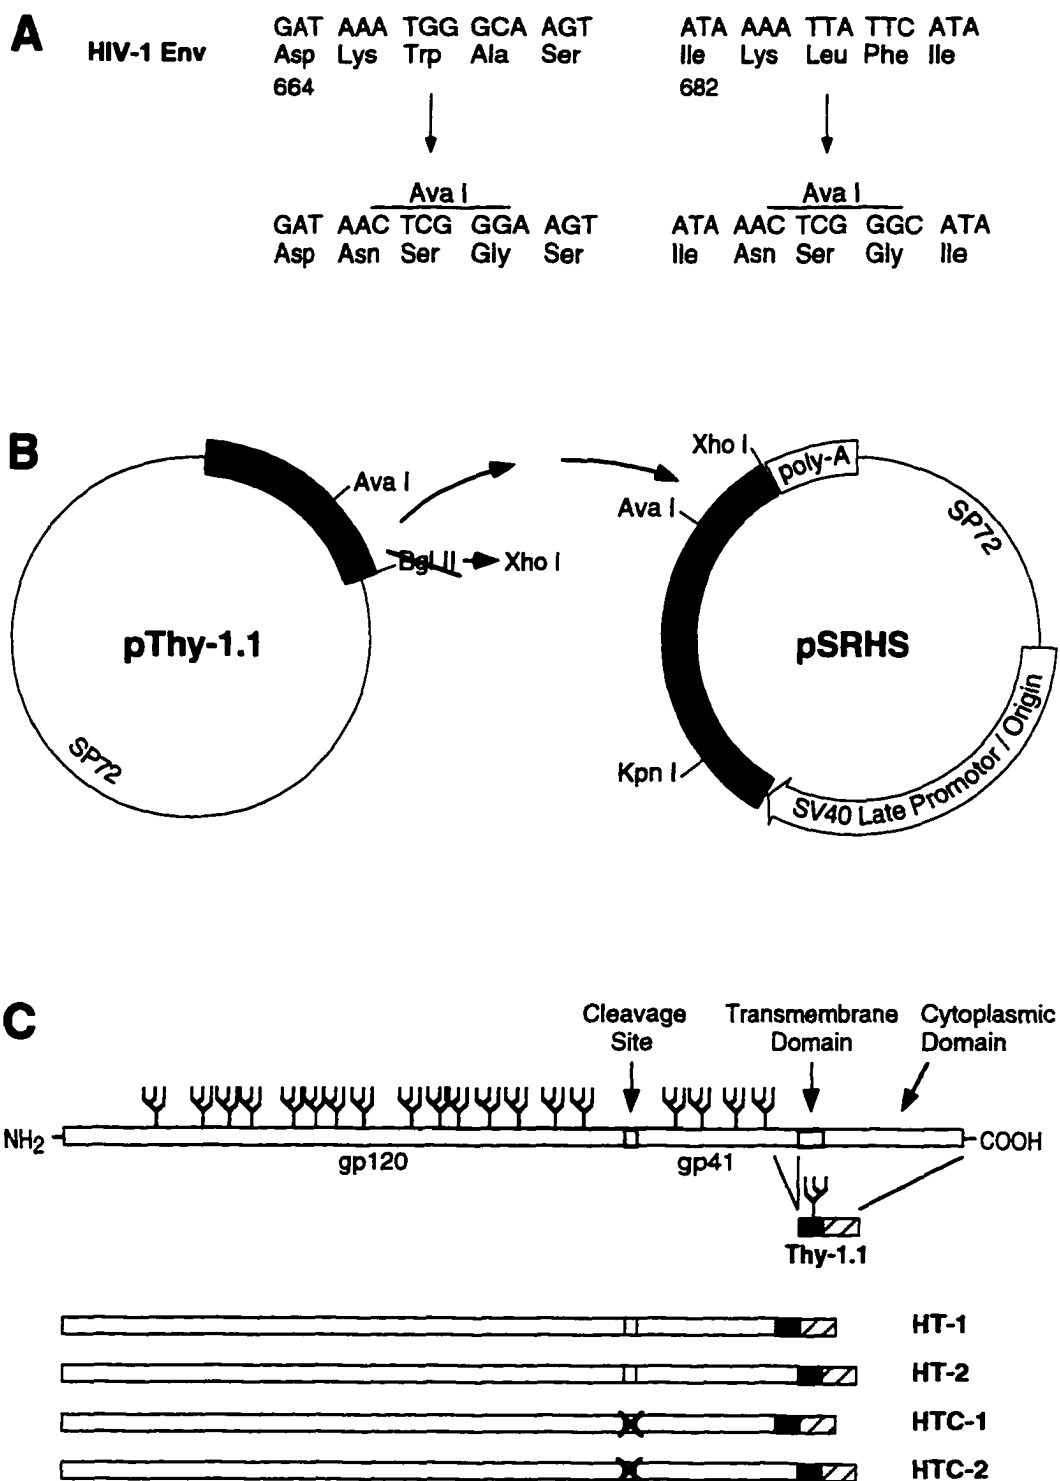 A
HIV-1 Env
GAT AAA TGG GCA AGT
Asp Lys Trp Ala Ser
664
ATA AAA TTA TTC ATA
Ile Lys Leu Phe Ile
682
Ava I
GAT AAC TCG GGA AGT
Asp Asn Ser Gly Ser
Ava I
ATA AAC TCG GGC ATA
Ile Asn Ser Gly Ile
B
Ava I
Bgl II
Xho I
pThy-1.1
SP72
Xho I
poly-A
Ava I
SP72
pSRHS
Kpn I
SV40 Late Promotor / Origin
C
Cleavage
Site
Transmembrane
Domain
Cytoplasmic
Domain
NH2
COOH
gp120
gp41
Thy-1.1
HT-1
HT-2
HTC-1
HTC-2